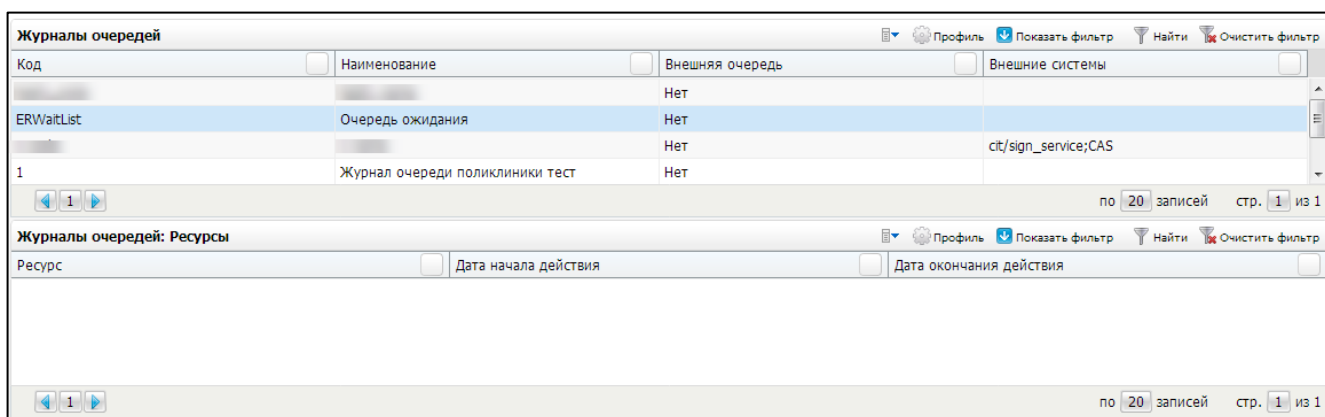 Журналы очередей Профиль Показать фильтр Найти Очистить фильтр
Код Наименование Внешняя очередь Внешние системы
Нет
ERWaitList Очередь ожидания Нет
Нет cit/sign_service;CAS
1 Журнал очереди поликлиники тест Нет
1 по 20 записей стр. 1 из 1
Журналы очередей: Ресурсы Профиль Показать фильтр Найти Очистить фильтр
Ресурс Дата начала действия Дата окончания действия
1 по 20 записей стр. 1 из 1